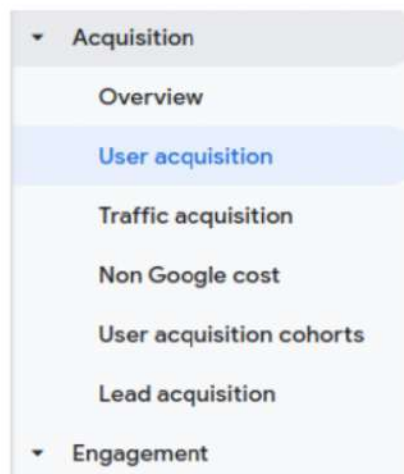 Acquisition
Overview
User acquisition
Traffic acquisition
Non Google cost
User acquisition cohorts
Lead acquisition
Engagement